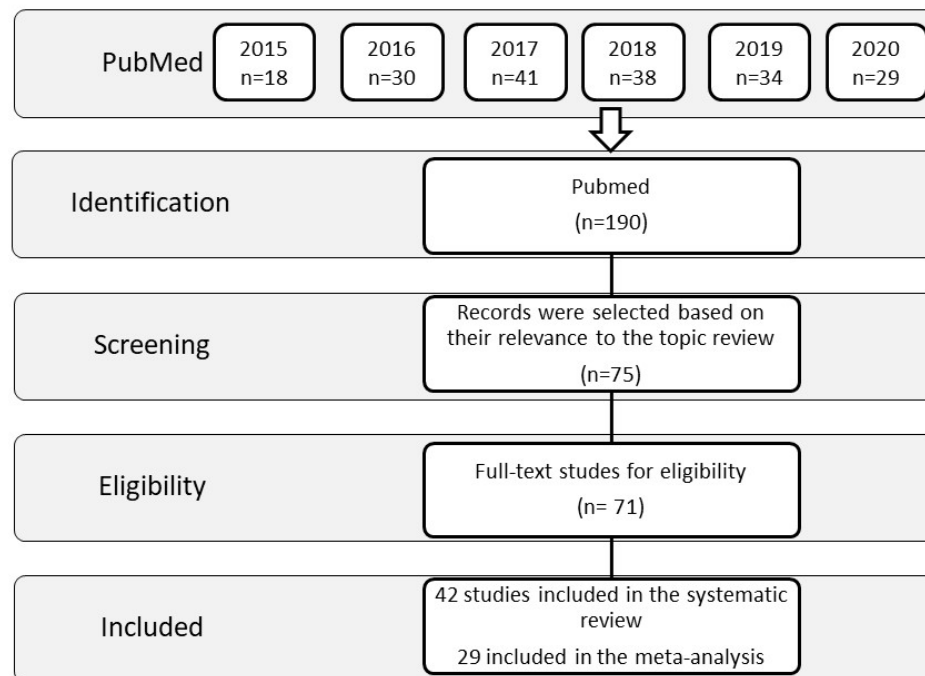 PubMed
2015
n=18
2016
n=30
2017
n=41
2018
n=38
2019
n=34
2020
n=29
Identification
Pubmed
(n=190)
Screening
Records were selected based on
their relevance to the topic review
(n=75)
Eligibility
Full-text studes for eligibility
(n= 71)
Included
42 studies included in the systematic
review
29 included in the meta-analysis